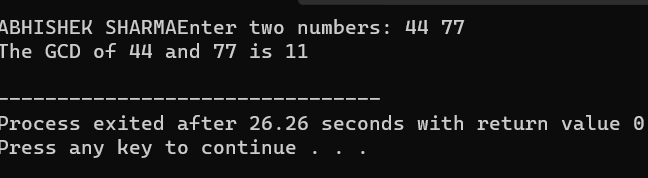 ABHISHEK SHARMAEnter two numbers: 44 77
The GCD of 44 and 77 is 11
--------------------------------
Process exited after 26.26 seconds with return value 0
Press any key to continue . . .